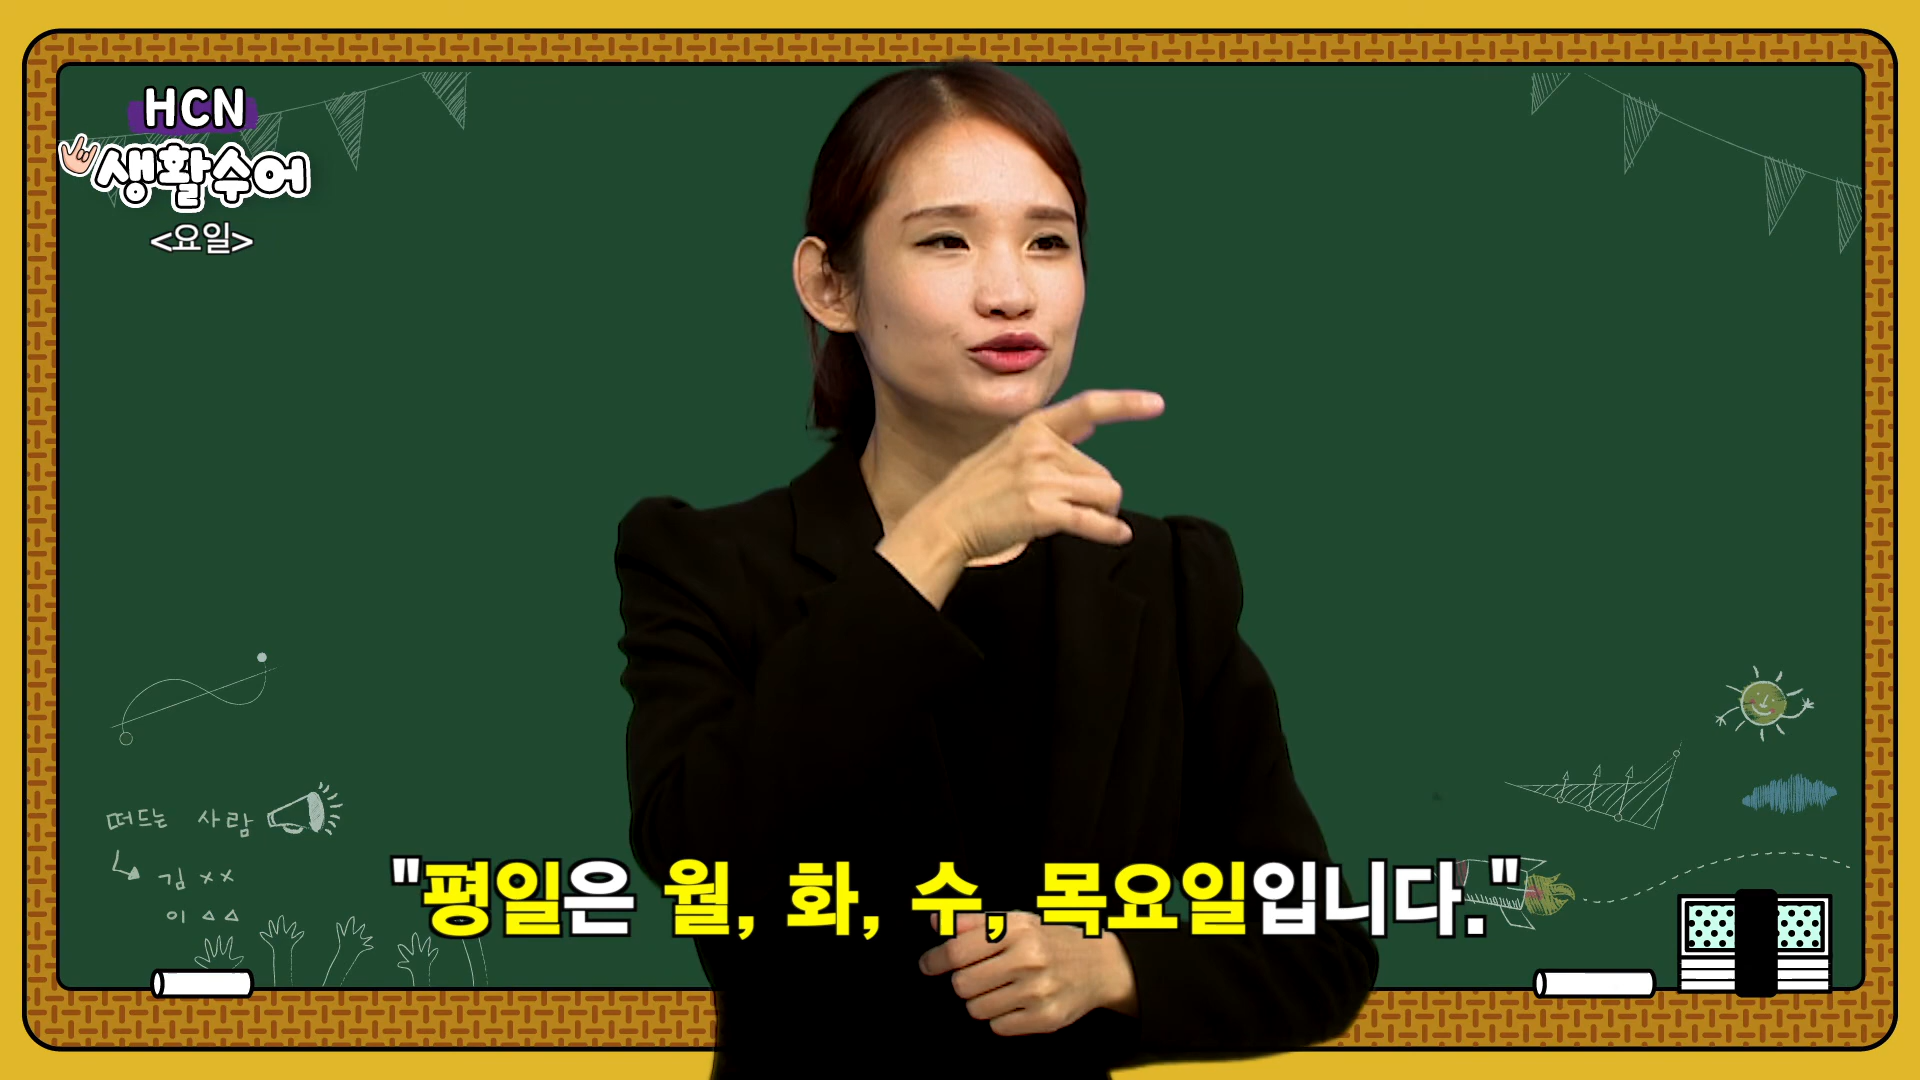 HCN
생활수어
<요일>
떠드는 사람
김 xx
이 △△
"평일은 월, 화, 수, 목요일입니다."